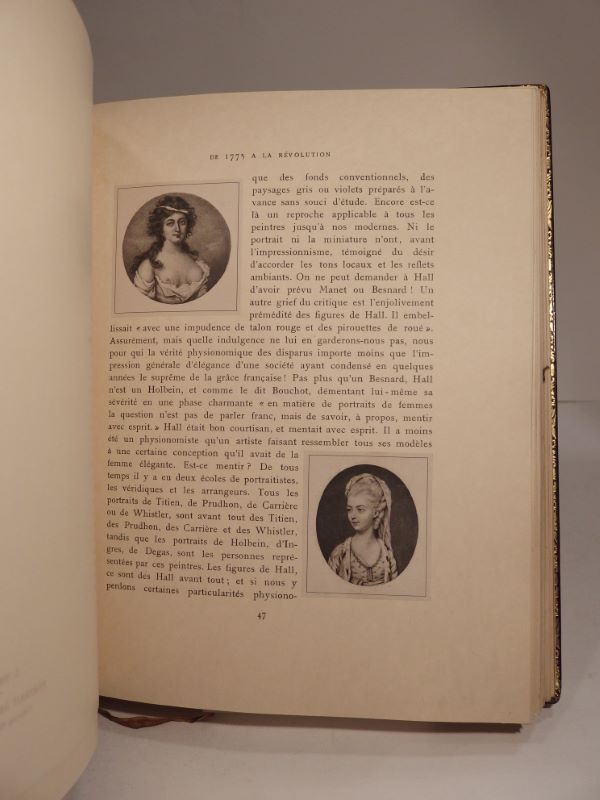 DE 1775 A LA RÉVOLUTION
que des fonds conventionnels, des
paysages gris ou violets préparés à l'a-
vance sans souci d'étude. Encore est-ce
là un reproche applicable à tous les
peintres jusqu'à nos modernes. Ni le
portrait ni la miniature n'ont, avant
l'impressionnisme, témoigné du désir
d'accorder les tons locaux et les reflets
ambiants. On ne peut demander à Hall
d'avoir prévu Manet ou Besnard ! Un
autre grief du critique est l'enjolivement
prémédité des figures de Hall. Il embel-
lissait « avec une impudence de talon rouge et des pirouettes de roué ».
Assurément, mais quelle indulgence ne lui en garderons-nous pas, nous
pour qui la vérité physionomique des disparus importe moins que l'im-
pression générale d'élégance d'une société ayant condensé en quelques
années le suprême de la grâce française ! Pas plus qu'un Besnard, Hall
n'est un Holbein, et comme le dit Bouchot, démentant lui-même sa
sévérité en une phase charmante « en matière de portraits de femmes
la question n'est pas de parler franc, mais de savoir, à propos, mentir
avec esprit. » Hall était bon courtisan, et mentait avec esprit. Il a moins
été un physionomiste qu'un artiste faisant ressembler tous ses modèles
à une certaine conception qu'il avait de la
femme élégante. Est-ce mentir ? De tous
temps il y a eu deux écoles de portraitistes,
les véridiques et les arrangeurs. Tous les
portraits de Titien, de Prudhon, de Carrière
ou de Whistler, sont avant tout des Titien,
des Prudhon, des Carrière et des Whistler,
tandis que les portraits de Holbein, d'In-
gres, de Degas, sont les personnes repré-
sentées par ces peintres. Les figures de Hall,
ce sont des Hall avant tout ; et si nous y
perdons certaines particularités physiono-
47